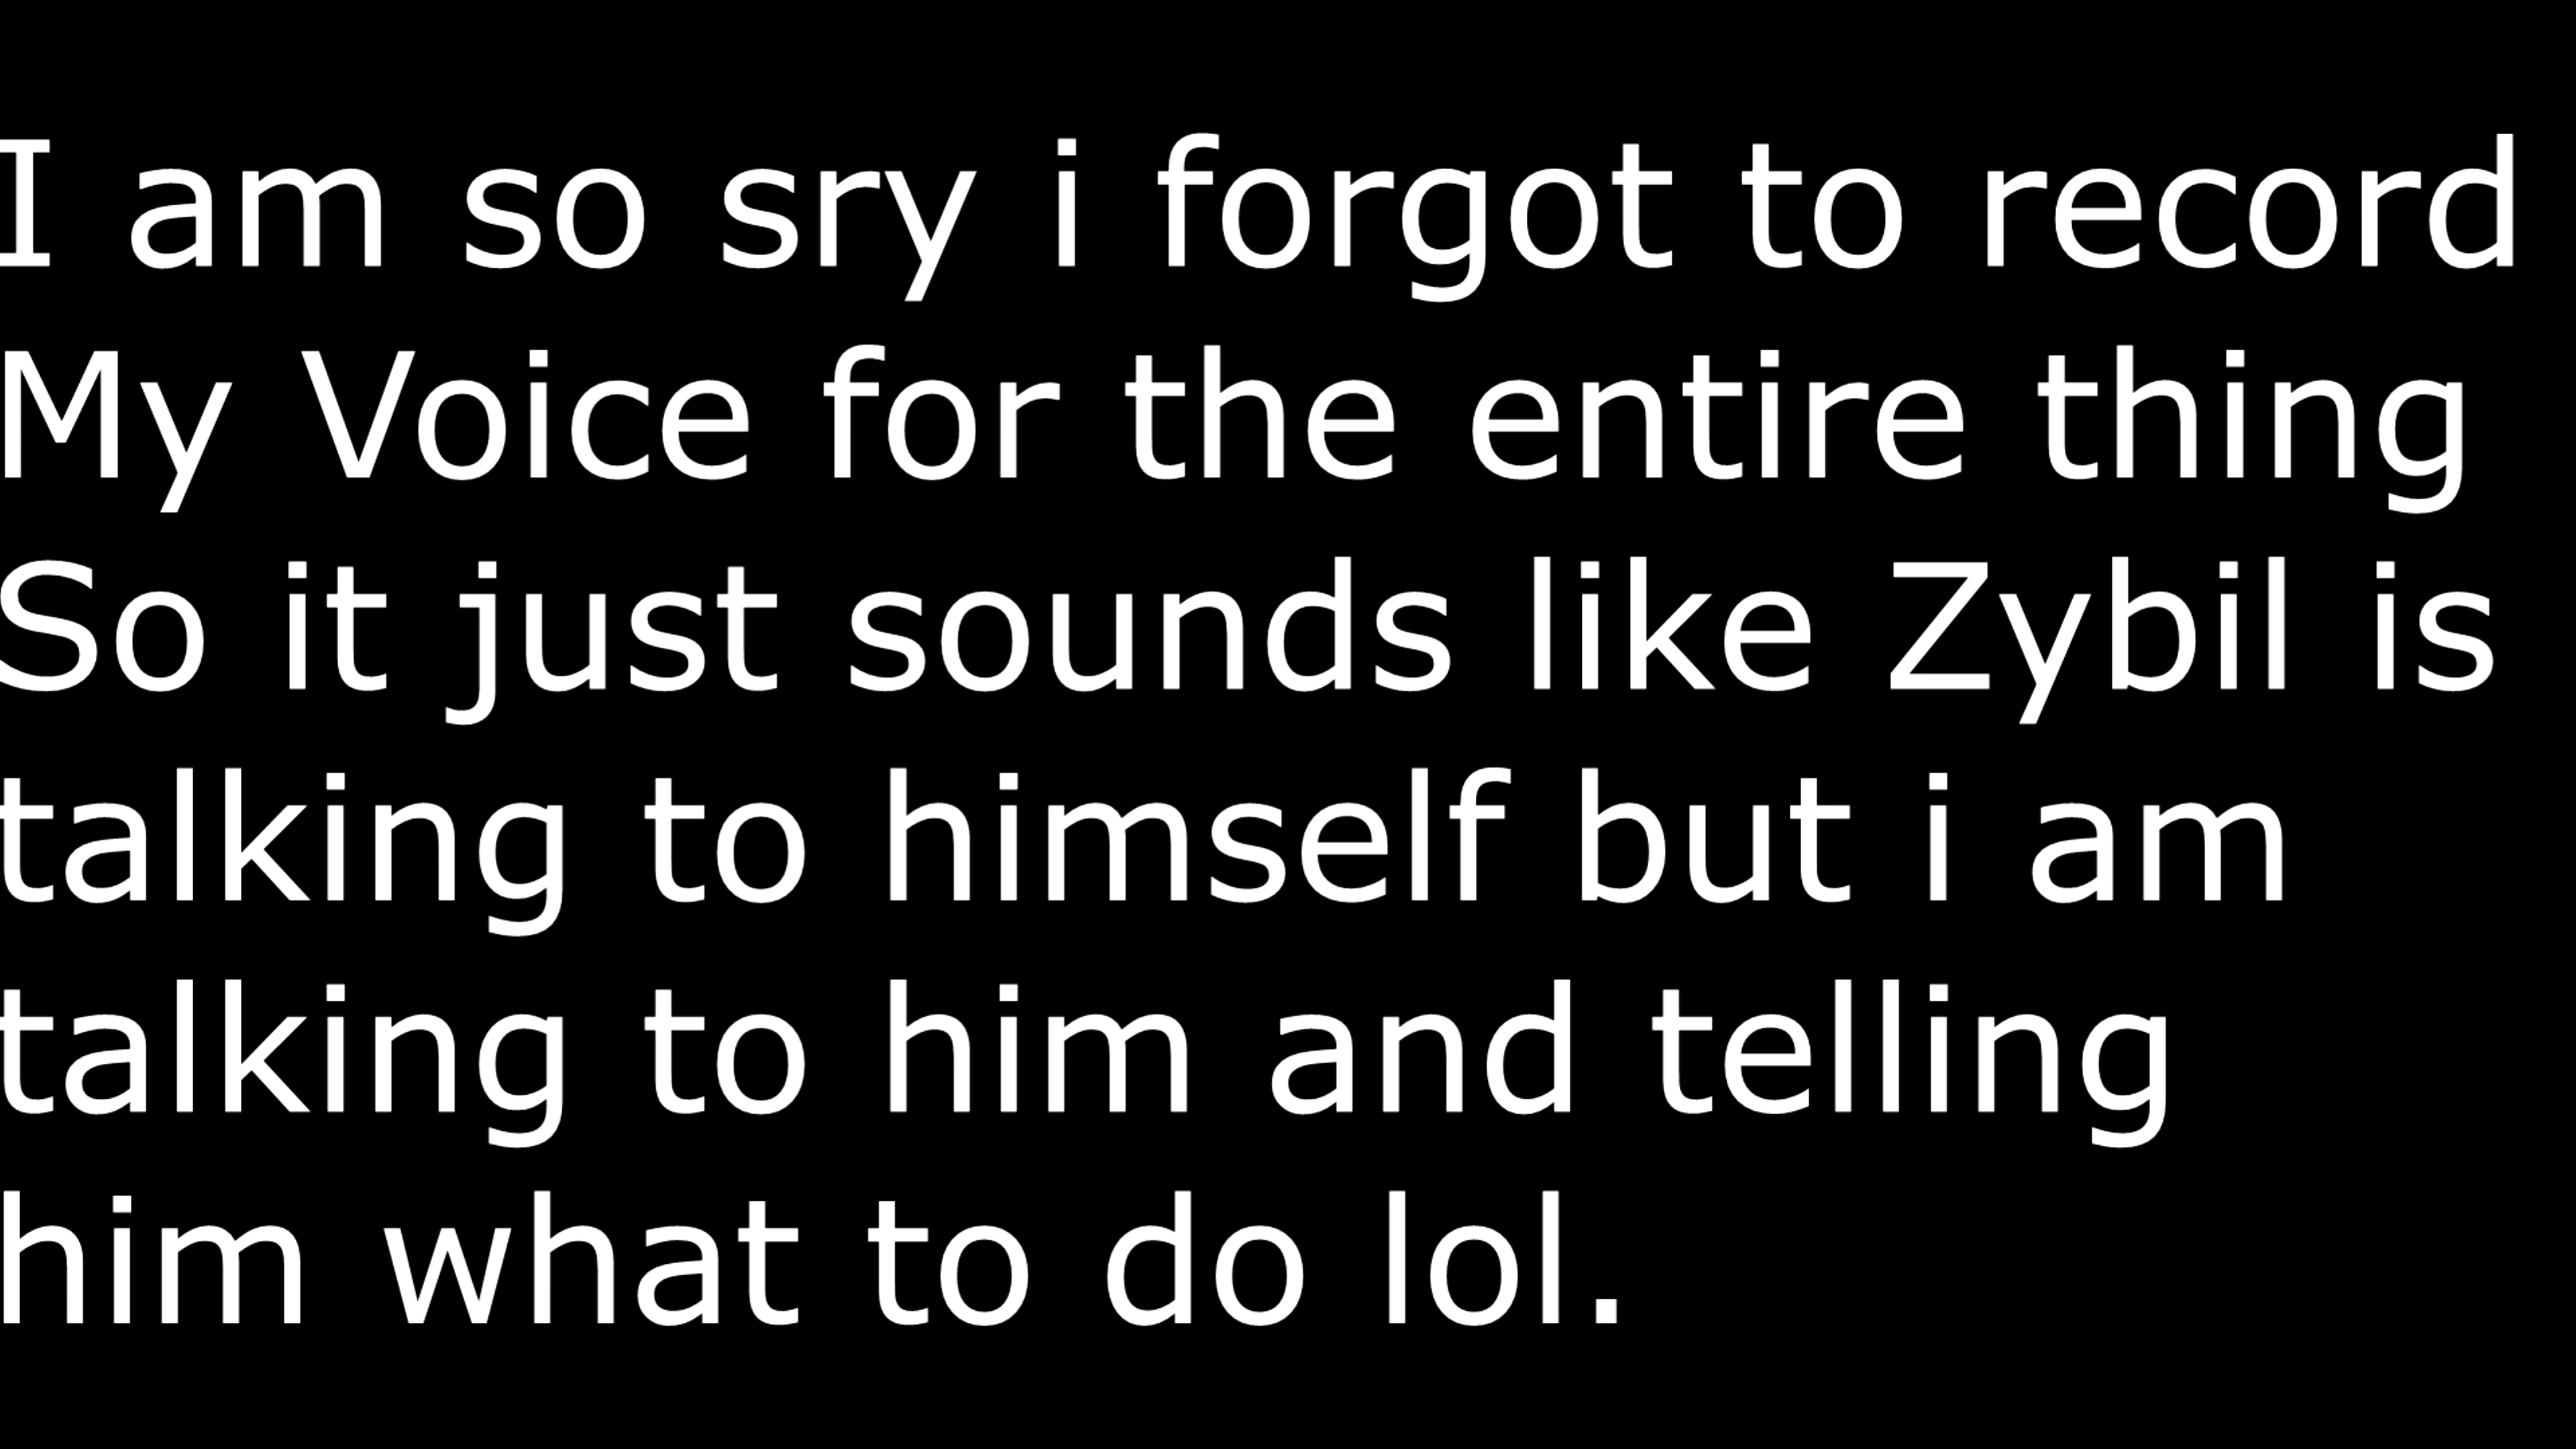 I am so sry i forgot to record
My Voice for the entire thing
So it just sounds like Zybil is
talking to himself but i am
talking to him and telling
him what to do lol.